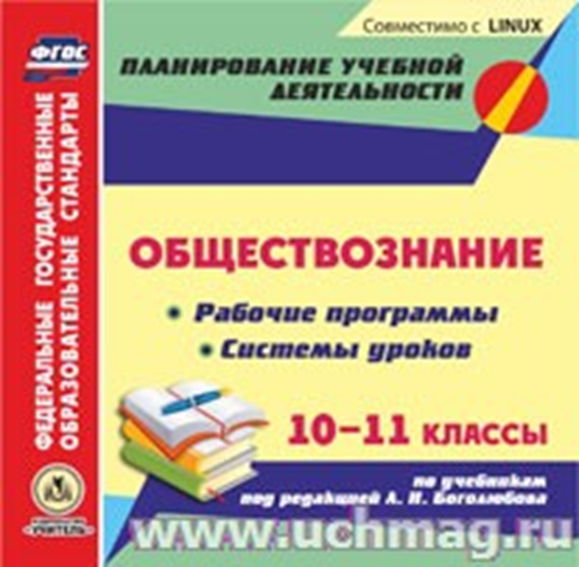 Совместимо с LINUX
ФГОС
ПЛАНИРОВАНИЕ УЧЕБНОЙ
ДЕЯТЕЛЬНОСТИ
ФЕДЕРАЛЬНЫЕ ГОСУДАРСТВЕННЫЕ
ОБРАЗОВАТЕЛЬНЫЕ СТАНДАРТЫ
ОБЩЕСТВОЗНАНИЕ
• Рабочие программы
• Системы уроков
10–11 КЛАССЫ
по учебникам
под редакцией Л. Н. Боголюбова
ИЗДАТЕЛЬСТВО
«УЧИТЕЛЬ»
www.uchmag.ru